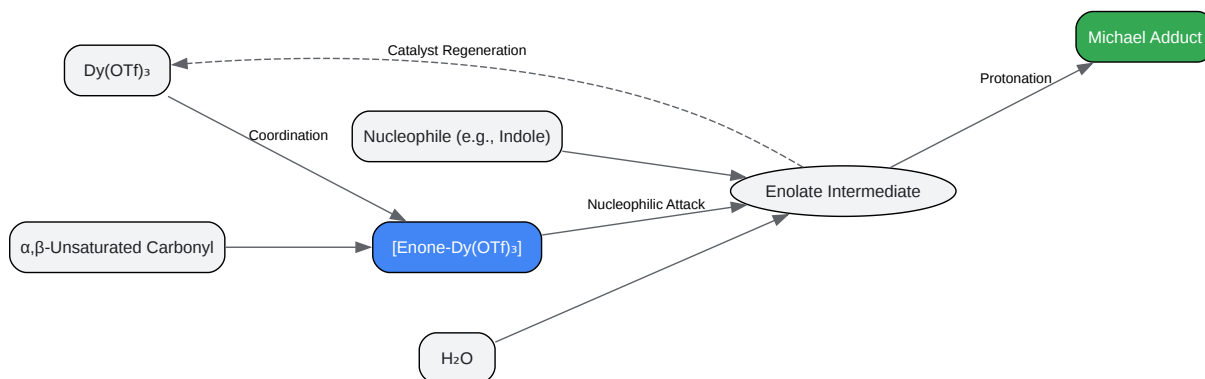 Michael Adduct
Catalyst Regeneration
Dy(OTf)₃
Protonation
Coordination
Nucleophile (e.g., Indole)
Enolate Intermediate
Nucleophilic Attack
α,β-Unsaturated Carbonyl
[Enone-Dy(OTf)₃]
H₂O